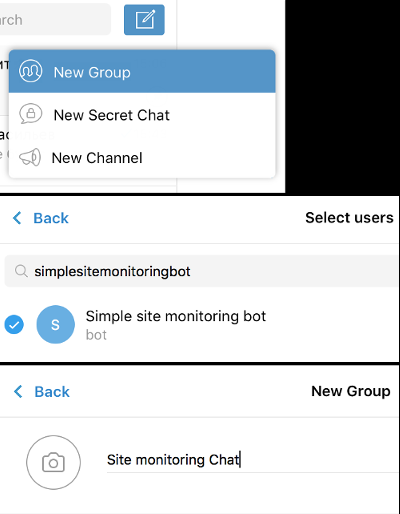 rch
New Group
New Secret Chat
New Channel
Back
Select users
simplesitemonitoringbot
S
Simple site monitoring bot
bot
Back
New Group
Site monitoring Chat